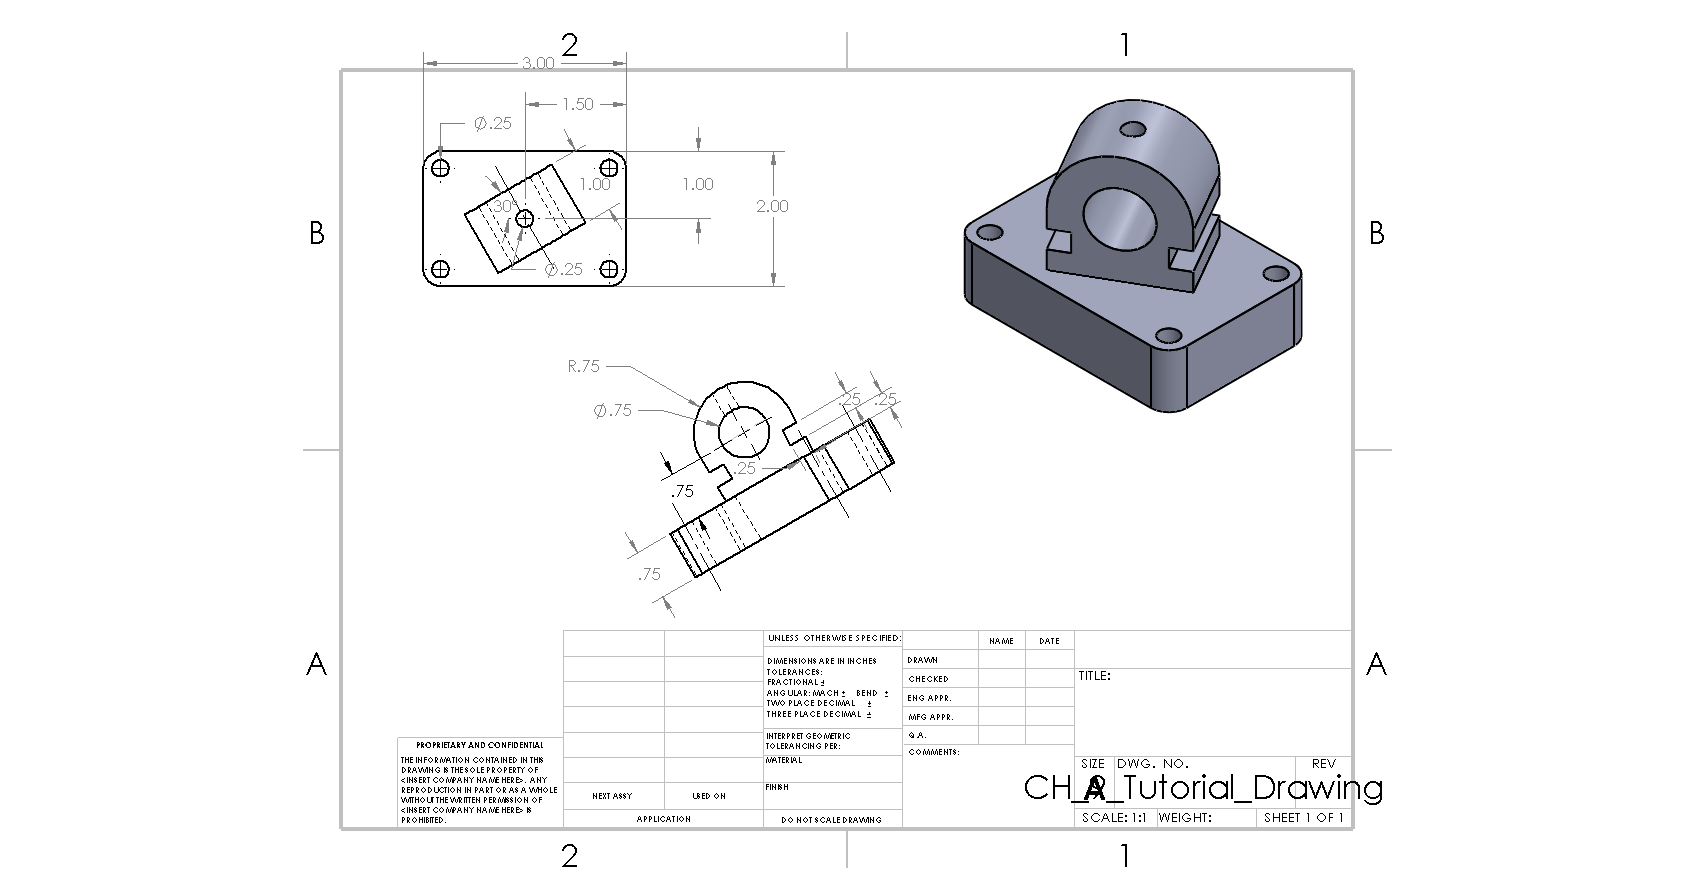 2
1
3.00
1.50
Ø.25
1.00
1.00
30°
2.00
Ø.25
B
B
R.75
Ø.75
.25
.25
.25
.75
.75
A
A
UNLESS OTHERWISE SPECIFIED:
DIMENSIONS ARE IN INCHES
TOLERANCES:
FRACTIONAL ±
ANGULAR: MACH ± BEND ±
TWO PLACE DECIMAL ±
THREE PLACE DECIMAL ±
INTERPRET GEOMETRIC
TOLERANCING PER:
MATERIAL
FINISH
DO NOT SCALE DRAWING
NAME
DATE
DRAWN
CHECKED
ENG APPR.
MFG APPR.
Q.A.
COMMENTS:
TITLE:
SIZE
DWG. NO.
REV
A
CH_9_Tutorial_Drawing
SCALE: 1:1
WEIGHT:
SHEET 1 OF 1
PROPRIETARY AND CONFIDENTIAL
THE INFORMATION CONTAINED IN THIS
DRAWING IS THE SOLE PROPERTY OF
<INSERT COMPANY NAME HERE>. ANY
REPRODUCTION IN PART OR AS A WHOLE
WITHOUT THE WRITTEN PERMISSION OF
<INSERT COMPANY NAME HERE> IS
PROHIBITED.
NEXT ASSY
USED ON
APPLICATION
2
1